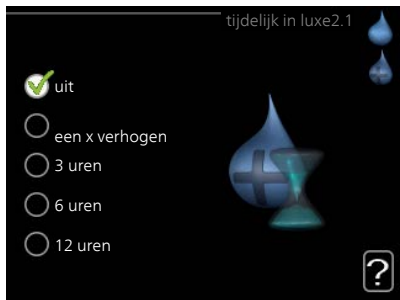 tijdelijk in luxe2.1
uit
een x verhogen
3 uren
6 uren
12 uren
?